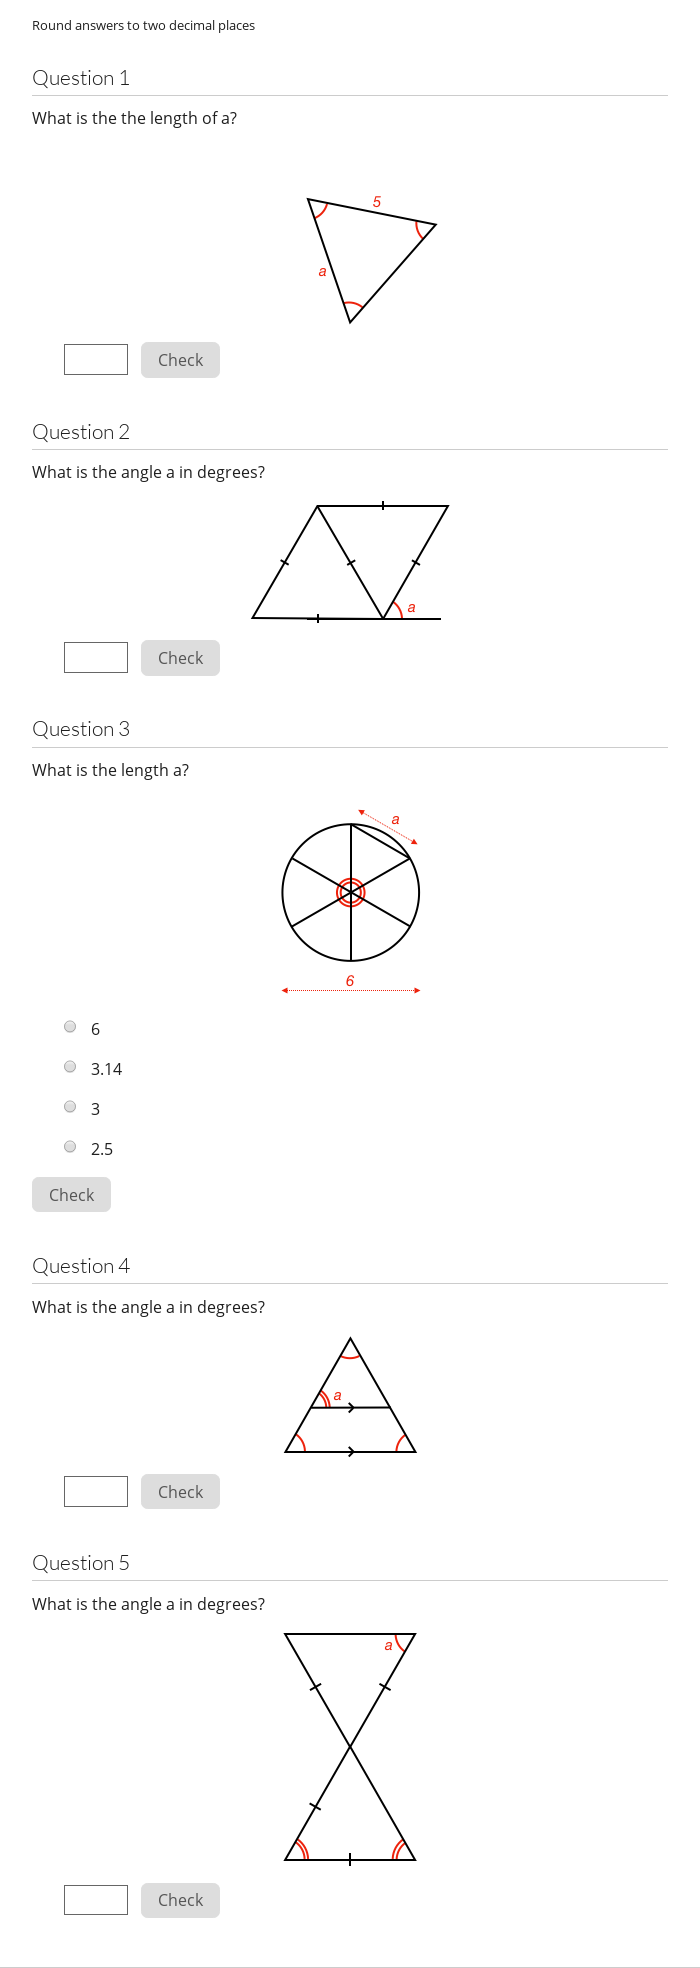 Round answers to two decimal places
Question 1
What is the the length of a?
5
a
Check
Question 2
What is the angle a in degrees?
a
Check
Question 3
What is the length a?
a
6
6
3.14
3
2.5
Check
Question 4
What is the angle a in degrees?
a
Check
Question 5
What is the angle a in degrees?
a
Check